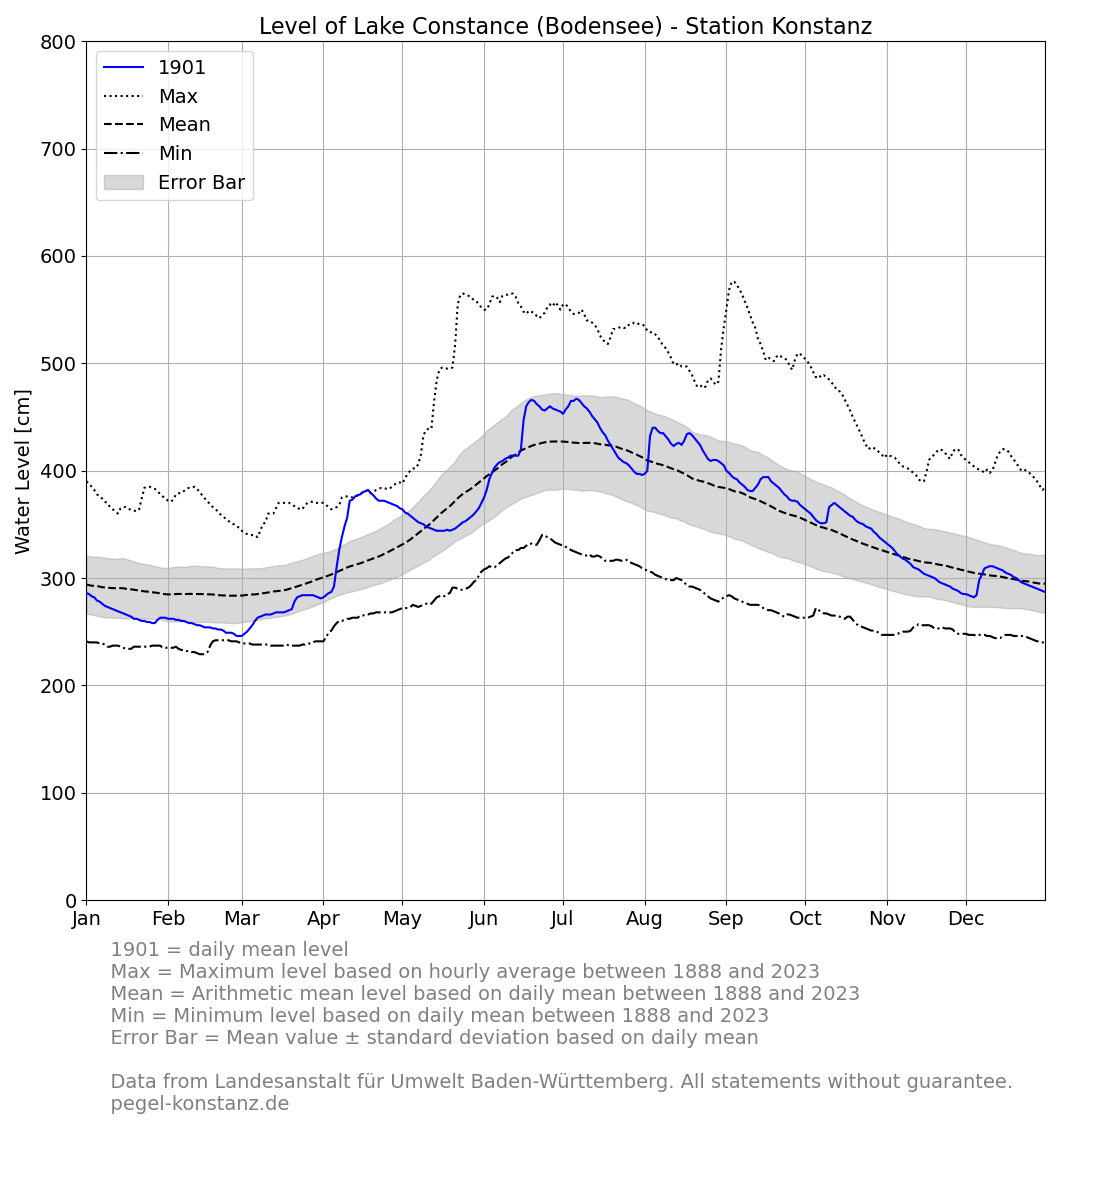 Level of Lake Constance (Bodensee) - Station Konstanz
800
700
600
500
400
300
200
100
0
Water Level [cm]
1901
Max
Mean
Min
Error Bar
Jan Feb Mar Apr May Jun Jul Aug Sep Oct Nov Dec
1901 = daily mean level
Max = Maximum level based on hourly average between 1888 and 2023
Mean = Arithmetic mean level based on daily mean between 1888 and 2023
Min = Minimum level based on daily mean between 1888 and 2023
Error Bar = Mean value ± standard deviation based on daily mean
Data from Landesanstalt für Umwelt Baden-Württemberg. All statements without guarantee.
pegel-konstanz.de